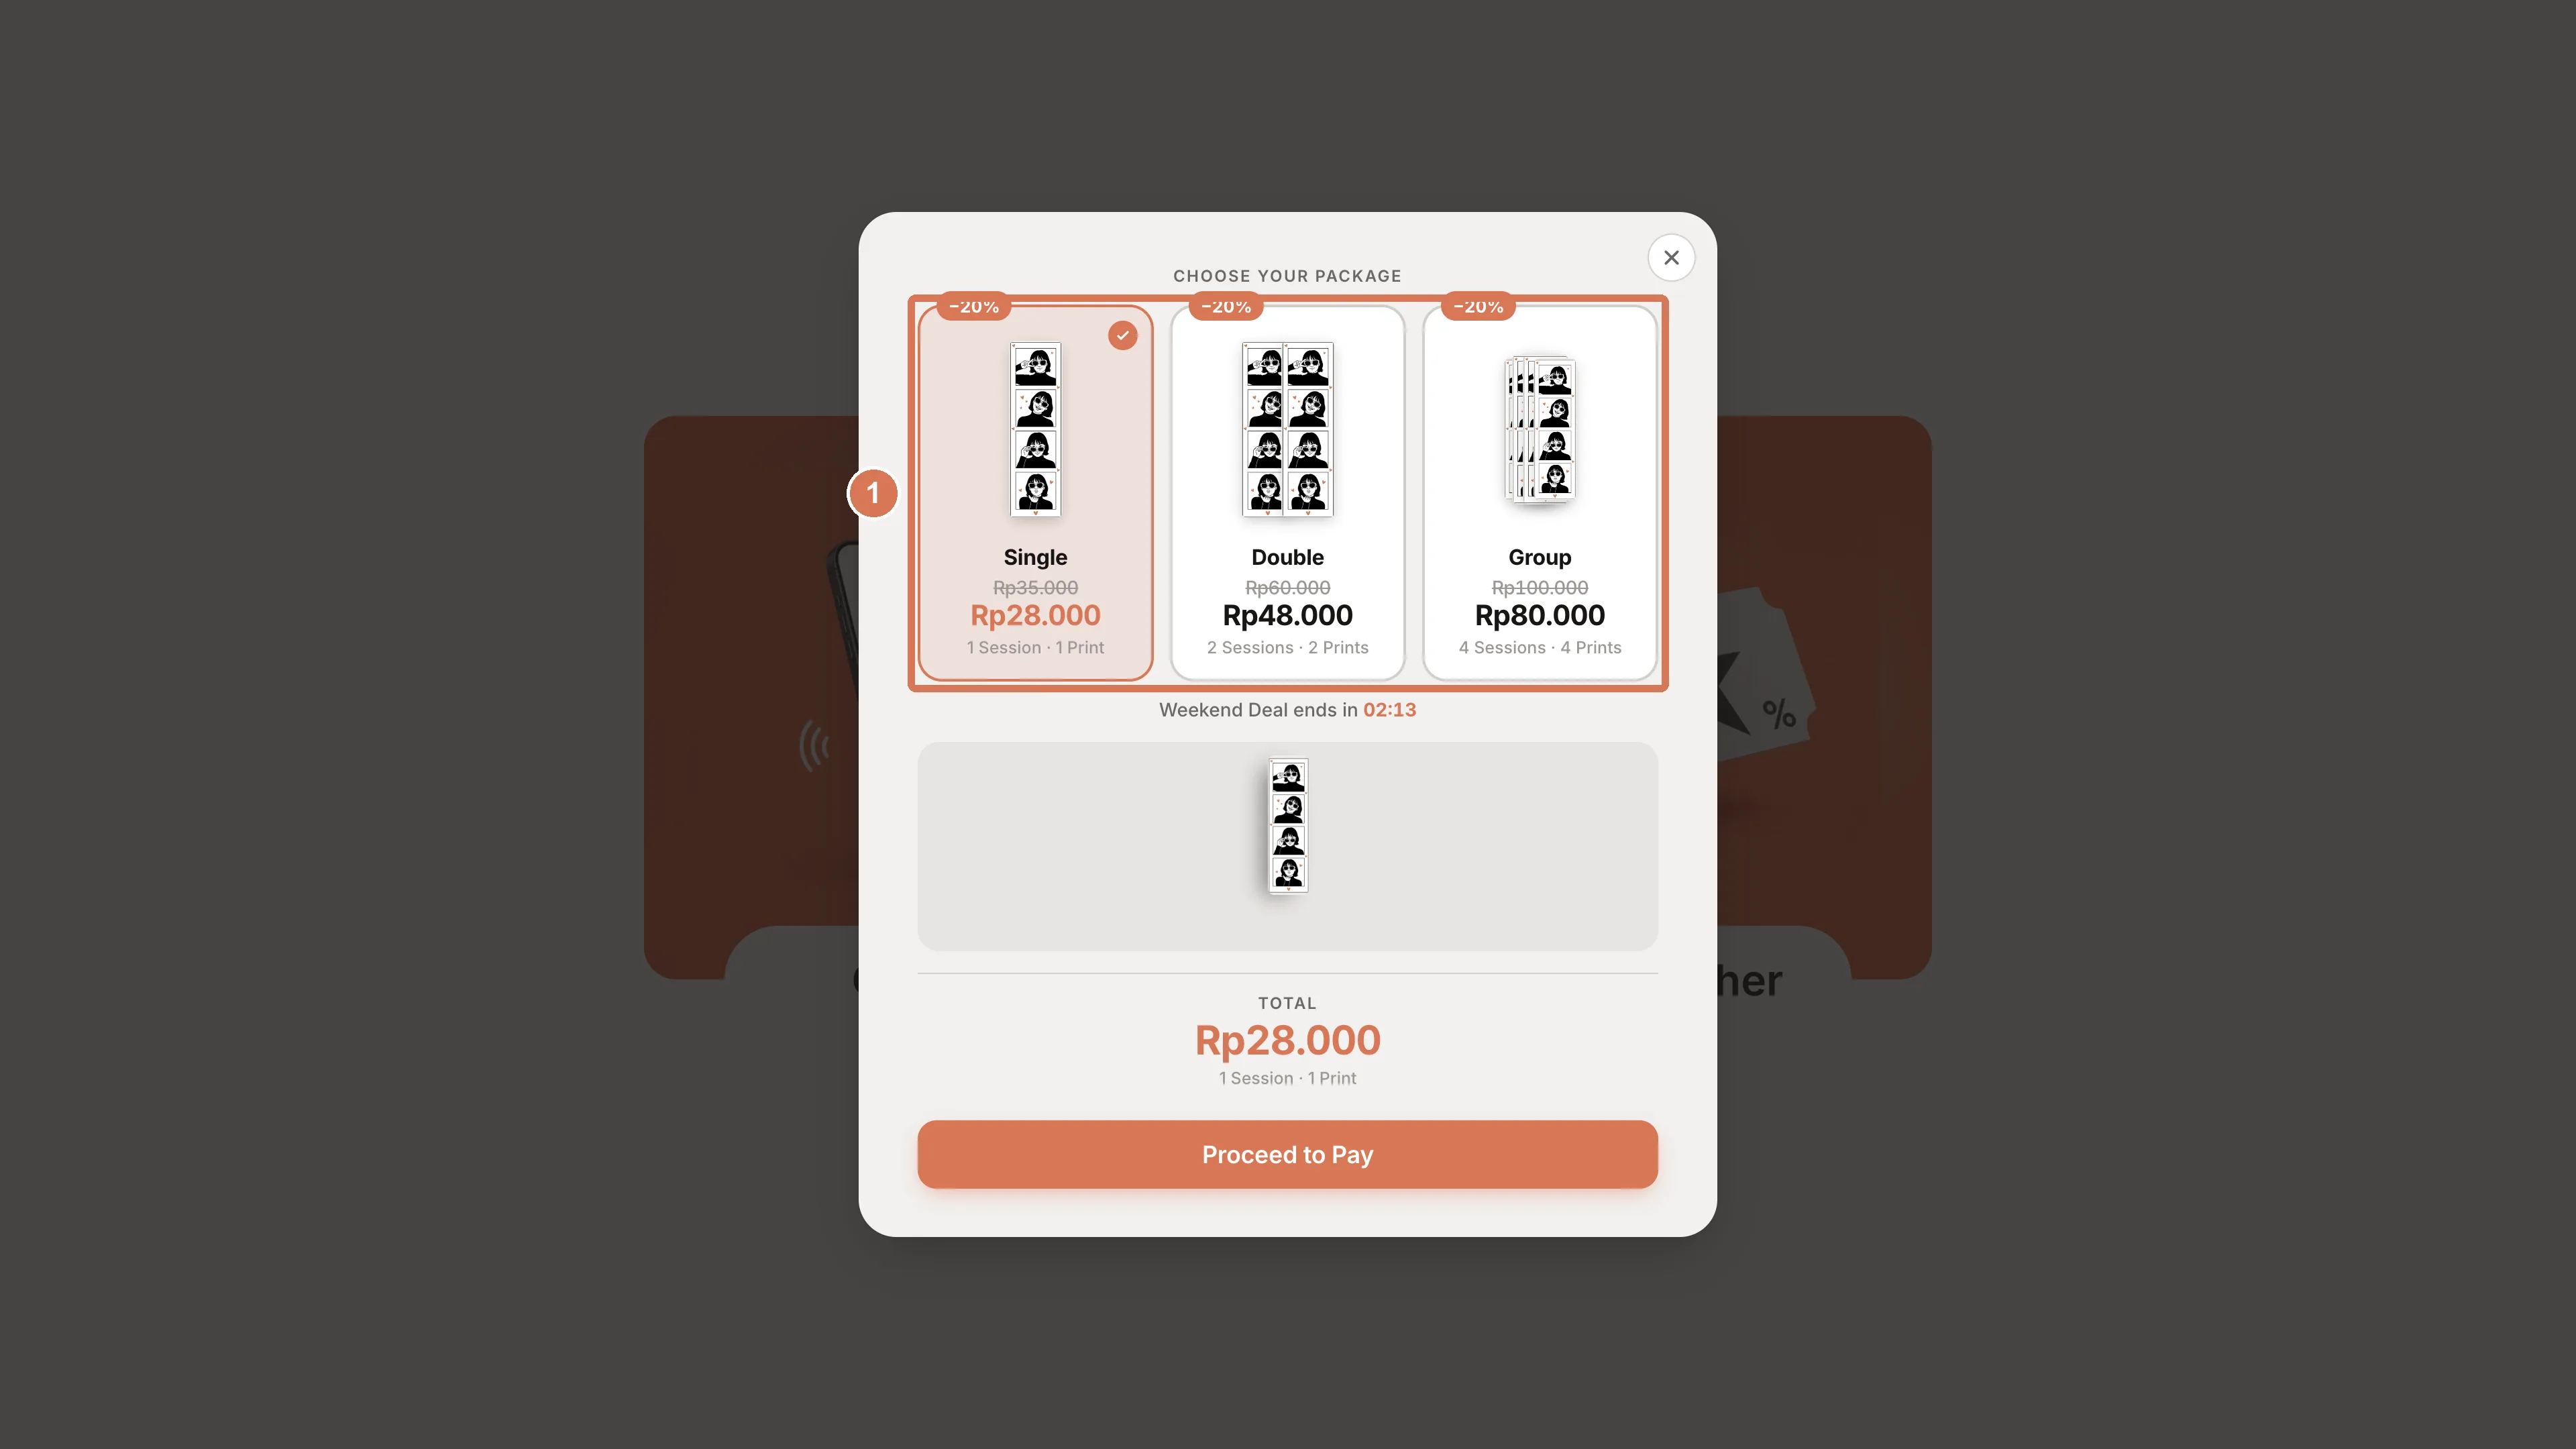 CHOOSE YOUR PACKAGE
−20%
−20%
−20%
1
Single
Rp35.000
Rp28.000
1 Session · 1 Print
Double
Rp60.000
Rp48.000
2 Sessions · 2 Prints
Group
Rp100.000
Rp80.000
4 Sessions · 4 Prints
Weekend Deal ends in 02:13
%
her
TOTAL
Rp28.000
1 Session · 1 Print
Proceed to Pay